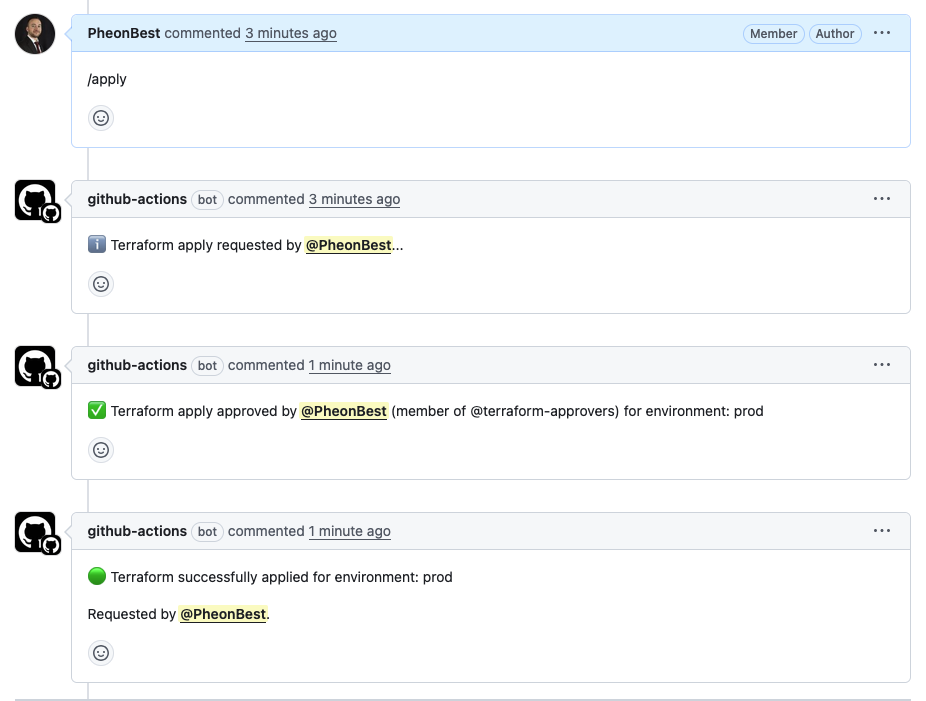 PheonBest commented 3 minutes ago Member Author ...
/apply
github-actions bot commented 3 minutes ago ...
ℹ️ Terraform apply requested by @PheonBest...
github-actions bot commented 1 minute ago ...
✅ Terraform apply approved by @PheonBest (member of @terraform-approvers) for environment: prod
github-actions bot commented 1 minute ago ...
🟢 Terraform successfully applied for environment: prod
Requested by @PheonBest.